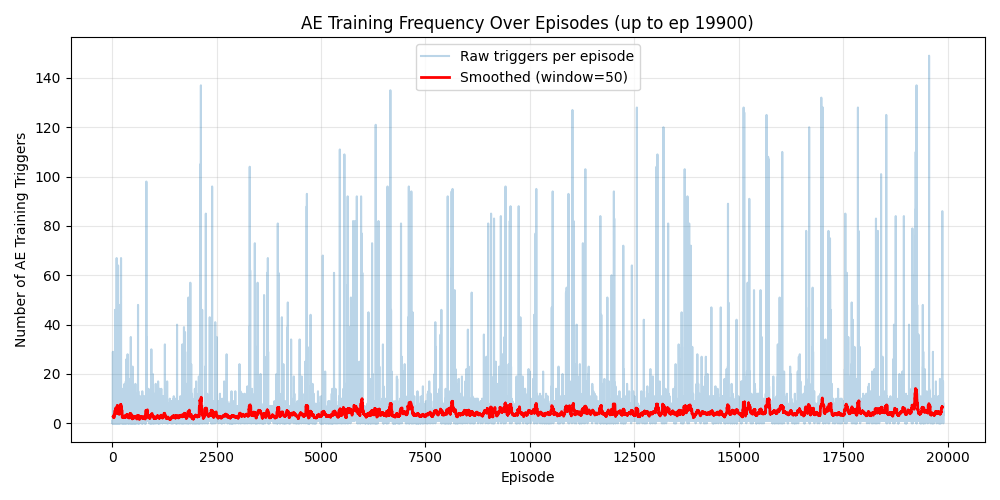 AE Training Frequency Over Episodes (up to ep 19900)
Raw triggers per episode
Smoothed (window=50)
Number of AE Training Triggers
140
120
100
80
60
40
20
0
0 2500 5000 7500 10000 12500 15000 17500 20000
Episode